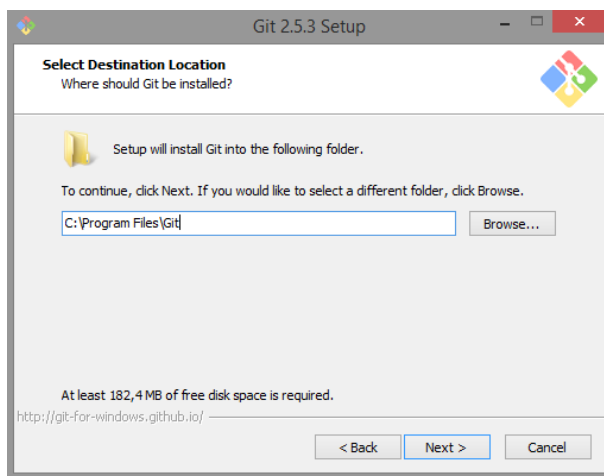 Git 2.5.3 Setup
Select Destination Location
Where should Git be installed?
Setup will install Git into the following folder.
To continue, click Next. If you would like to select a different folder, click Browse.
C:\Program Files\Git
Browse...
At least 182,4 MB of free disk space is required.
http://git-for-windows.github.io/
< Back
Next >
Cancel